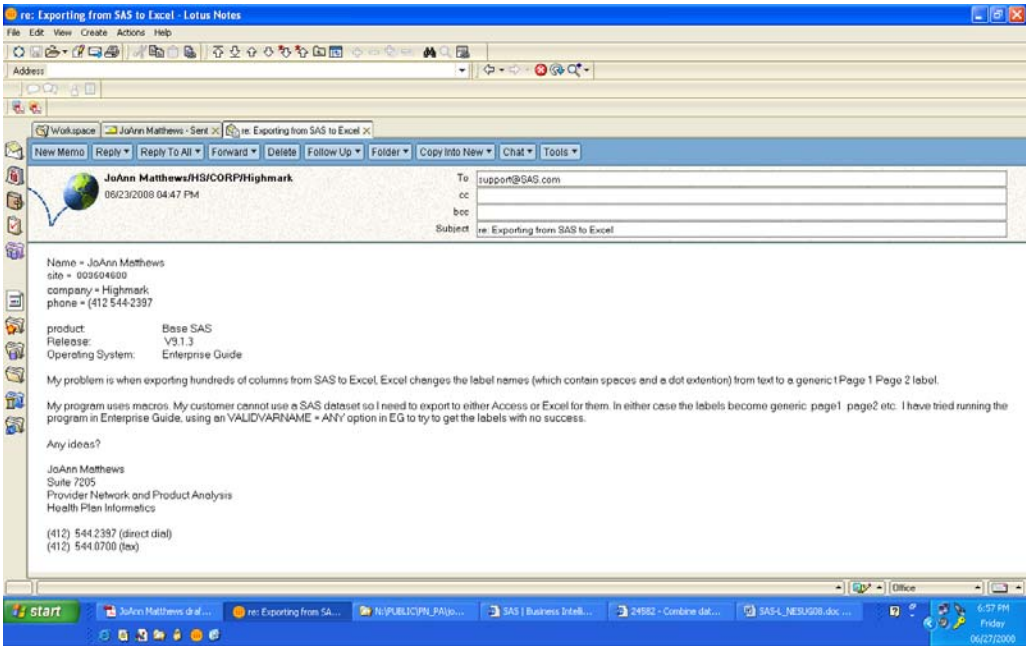 re: Exporting from SAS to Excel - Lotus Notes
File Edit View Create Actions Help
Address
Workspace JoAnn Matthews - Sent re: Exporting from SAS to Excel
New Memo Reply Reply To All Forward Delete Follow Up Folder Copy Into New Chat Tools
JoAnn Matthews/HS/CORP/Highmark
06/23/2008 04:47 PM
To support@SAS.com
cc
bcc
Subject re: Exporting from SAS to Excel
Name = JoAnn Matthews
site = 003604600
company = Highmark
phone = (412 544-2397
product: Base SAS
Release: V9.1.3
Operating System: Enterprise Guide
My problem is when exporting hundreds of columns from SAS to Excel, Excel changes the label names (which contain spaces and a dot extention) from text to a generic t Page 1 Page 2 label.
My program uses macros. My customer cannot use a SAS dataset so I need to export to either Access or Excel for them. In either case the labels become generic page1 page2 etc. I have tried running the
program in Enterprise Guide, using an VALIDVARNAME = ANY option in EG to try to get the labels with no success.
Any ideas?
JoAnn Matthews
Suite 7205
Provider Network and Product Analysis
Health Plan Informatics
(412) 544.2397 (direct dial)
(412) 544.0700 (fax)
Office
start JoAnn Matthews draf... re: Exporting from SA... N:\PUBLIC\PN_PA\jo... SAS | Business Intelli... 24582 - Combine dat... SAS-L_NESUG08.doc ... 6:57 PM
Friday
06/27/2008